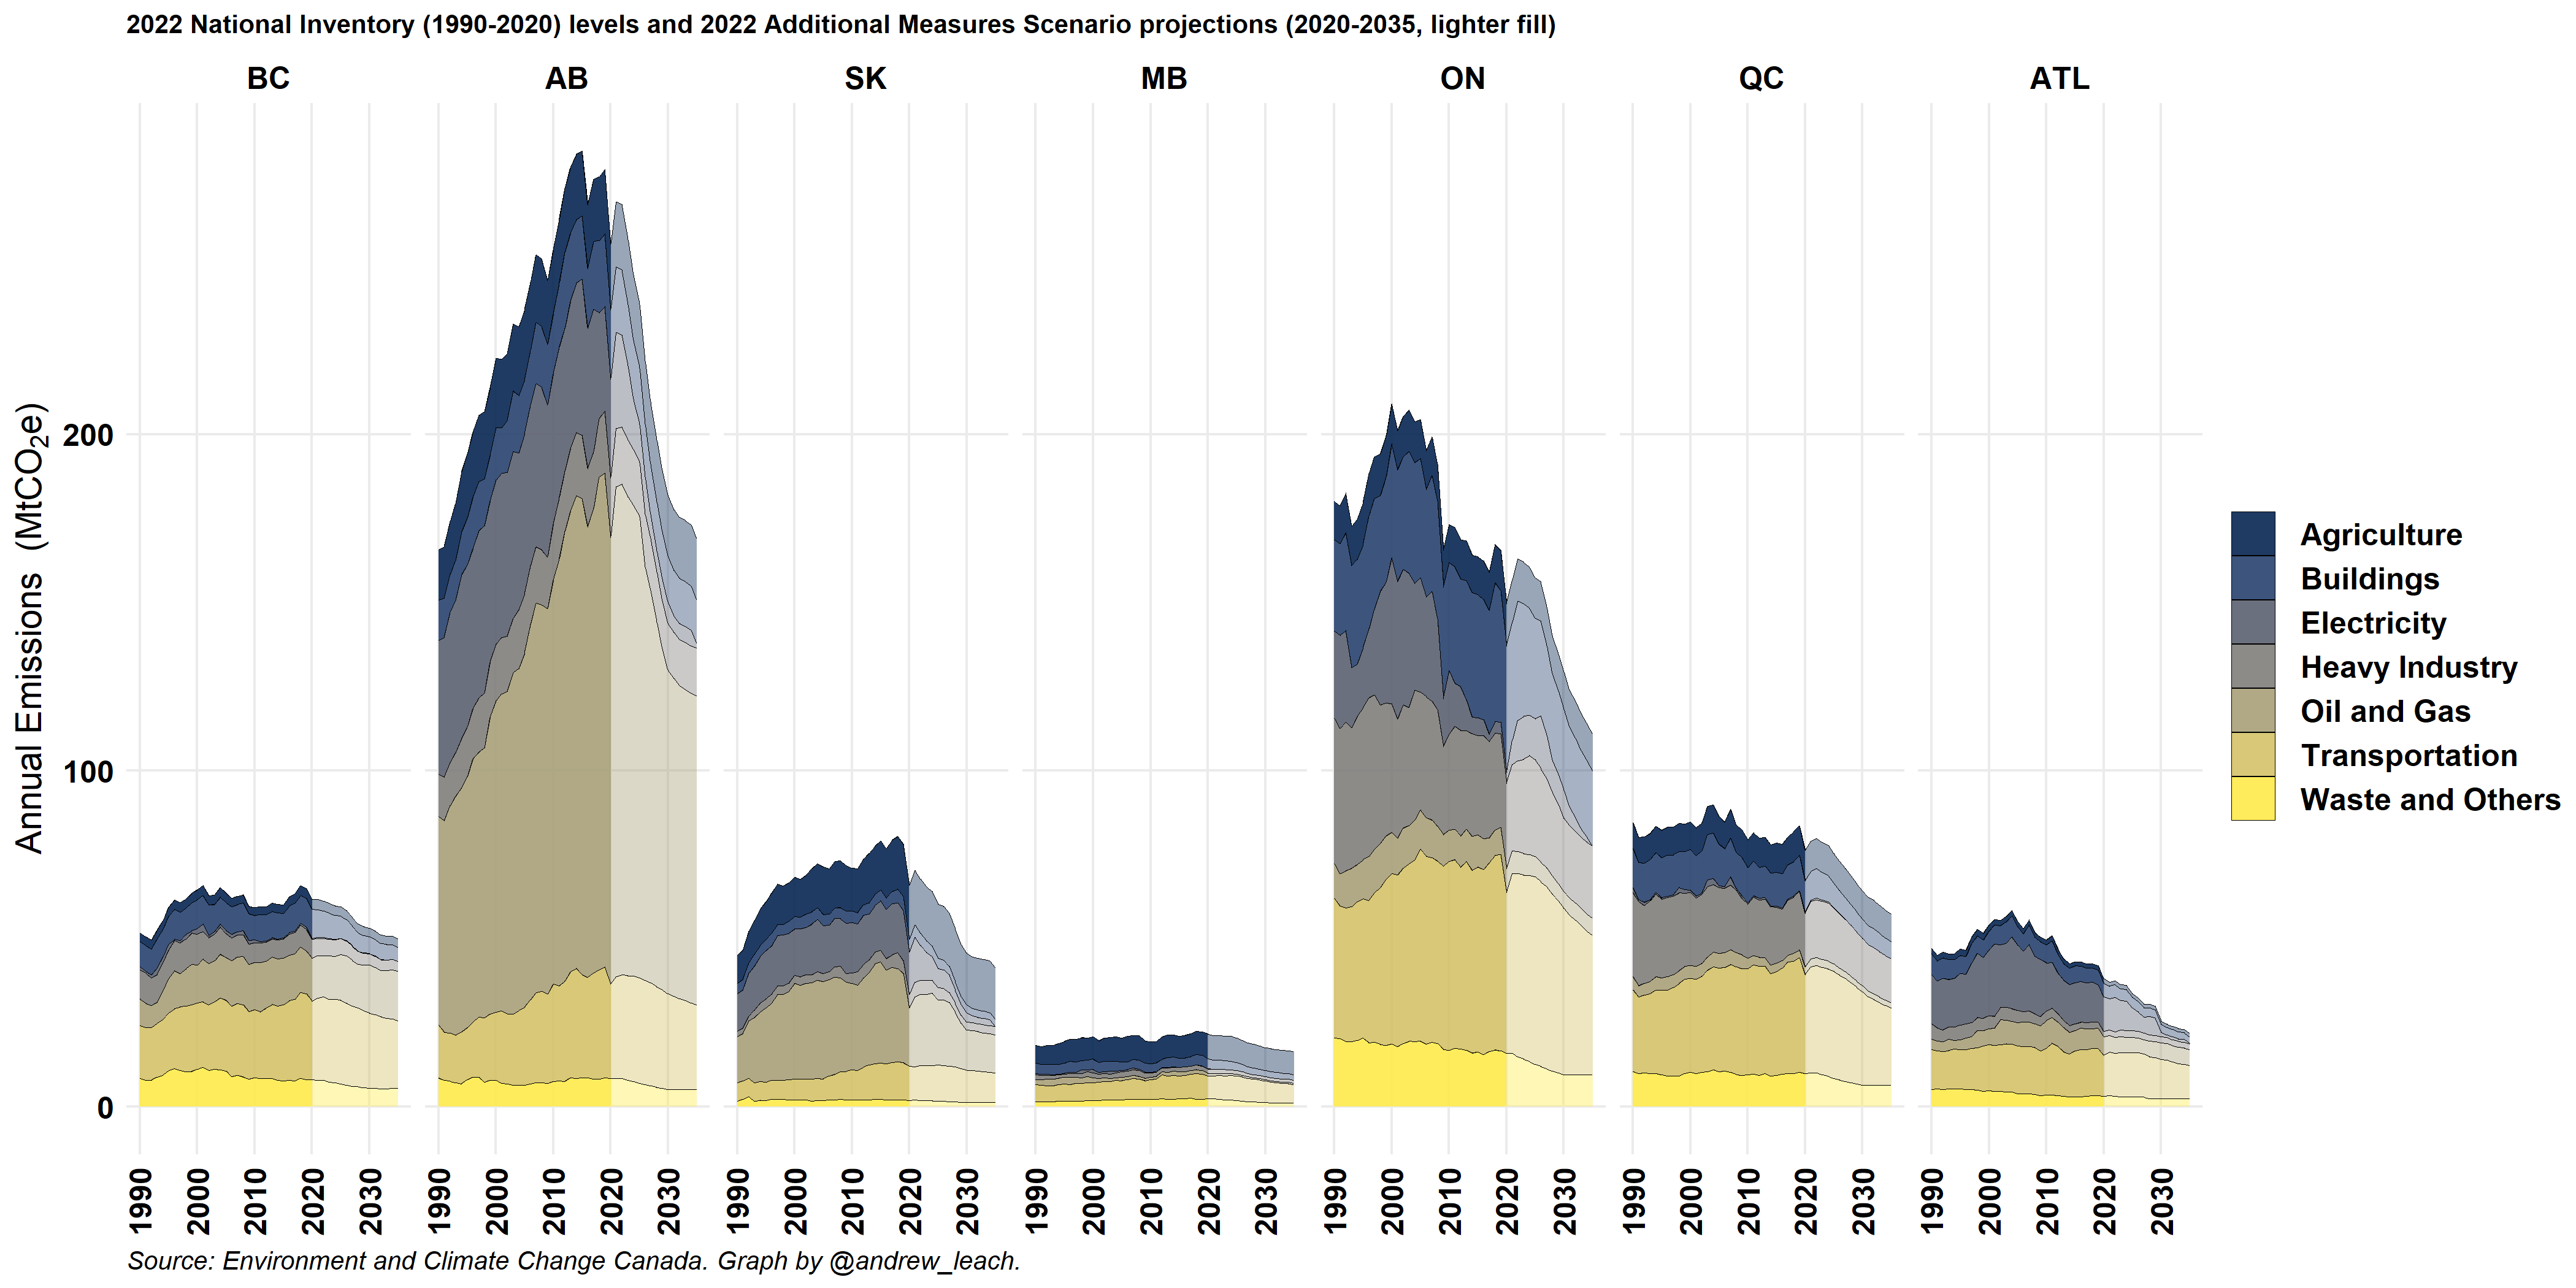 2022 National Inventory (1990-2020) levels and 2022 Additional Measures Scenario projections (2020-2035, lighter fill)
BC AB SK MB ON QC ATL
Annual Emissions (MtCO₂e)
200
100
0
Agriculture
Buildings
Electricity
Heavy Industry
Oil and Gas
Transportation
Waste and Others
1990 2000 2010 2020 2030 1990 2000 2010 2020 2030 1990 2000 2010 2020 2030 1990 2000 2010 2020 2030 1990 2000 2010 2020 2030 1990 2000 2010 2020 2030 1990 2000 2010 2020 2030
Source: Environment and Climate Change Canada. Graph by @andrew_leach.